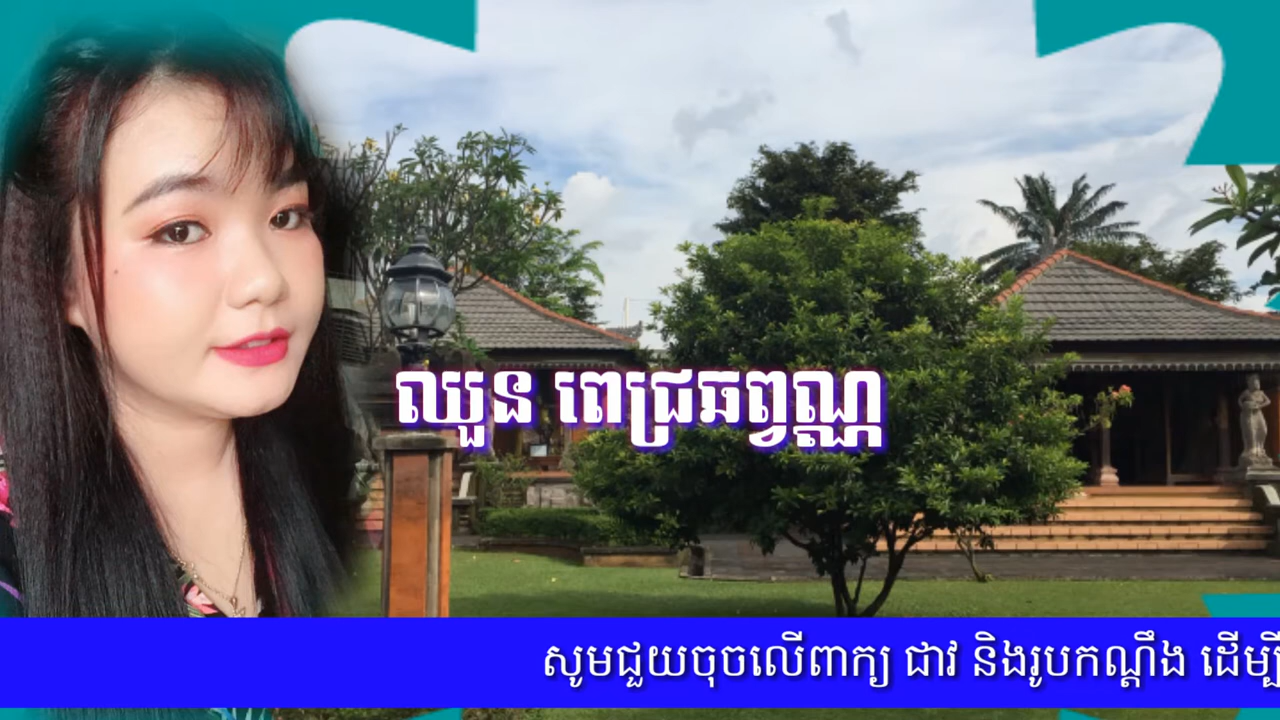 ឈួន ពេជ្រឆព្វណ្ណ
សូមជួយចុចលើពាក្យ ជាវ និងរូបកណ្ដឹង ដើម្បី